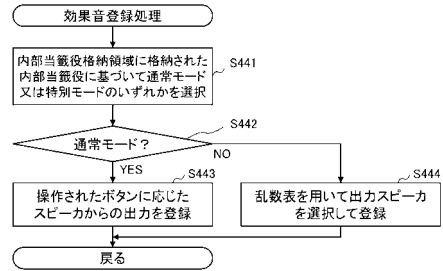 効果音登録処理
内部当籤役格納領域に格納された
内部当籤役に基づいて通常モード
又は特別モードのいずれかを選択
S441
S442
通常モード?
NO
YES
S443
S444
操作されたボタンに応じた
スピーカからの出力を登録
乱数表を用いて出力スピーカ
を選択して登録
戻る